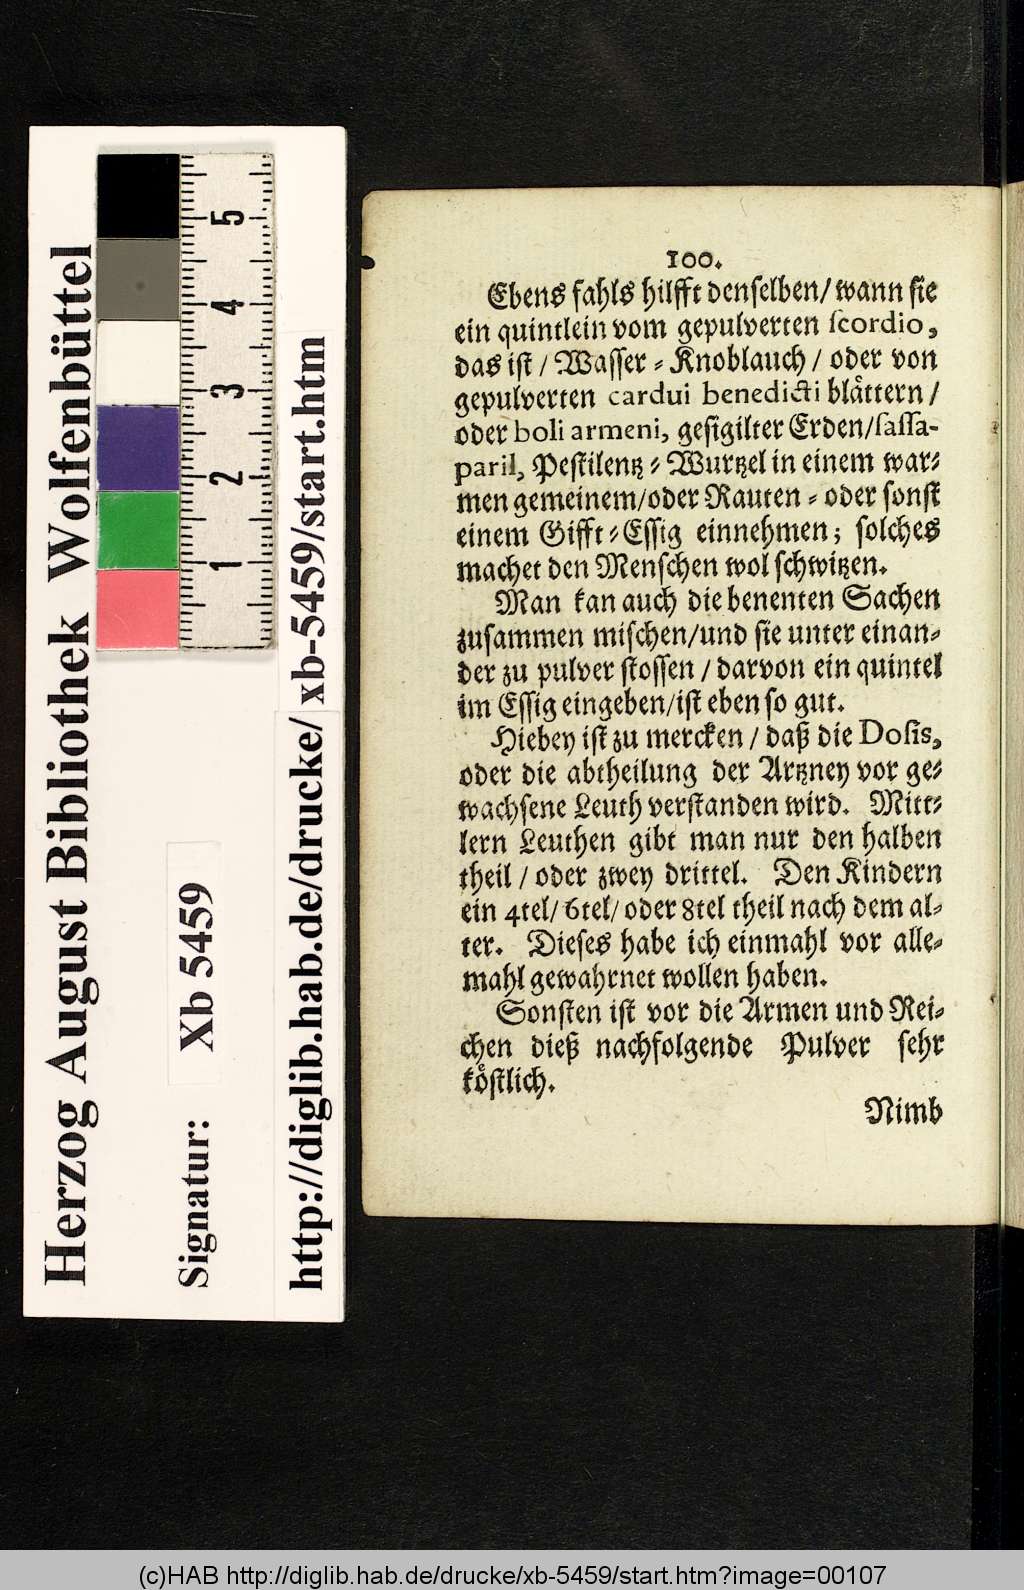 100.
Ebens fahls hilfft denselben/ wann sie
ein quintlein vom gepulverten scordio,
das ist / Wasser-Knoblauch / oder von
gepulverten cardui benedicti blåttern /
oder boli armeni, gesigilter Erden/sassa-
paril, Pestilentz-Wurtzel in einem war-
men gemeinem/oder Rauten-oder sonst
einem Gifft-Essig einnehmen; solches
machet den Menschen wol schwitzen.
Man kan auch die benenten Sachen
zusammen mischen/und sie unter einan-
der zu pulver stossen / darvon ein quintel
im Essig eingeben/ist eben so gut.
Hiebey ist zu mercken / daß die Dosis,
oder die abtheilung der Artzney vor ge-
wachsene Leuth verstanden wird. Mitt-
lern Leuthen gibt man nur den halben
theil / oder zwey drittel. Den Kindern
ein 4tel/ 6tel/ oder 8tel theil nach dem al-
ter. Dieses habe ich einmahl vor alle-
mahl gewahrnet wollen haben.
Sonsten ist vor die Armen und Rei-
chen dieß nachfolgende Pulver sehr
kőstlich.
Nimb
Herzog August Bibliothek Wolfenbüttel
Signatur: Xb 5459
http://diglib.hab.de/drucke/ xb-5459/start.htm
5
4
3
2
1
(c)HAB http://diglib.hab.de/drucke/xb-5459/start.htm?image=00107